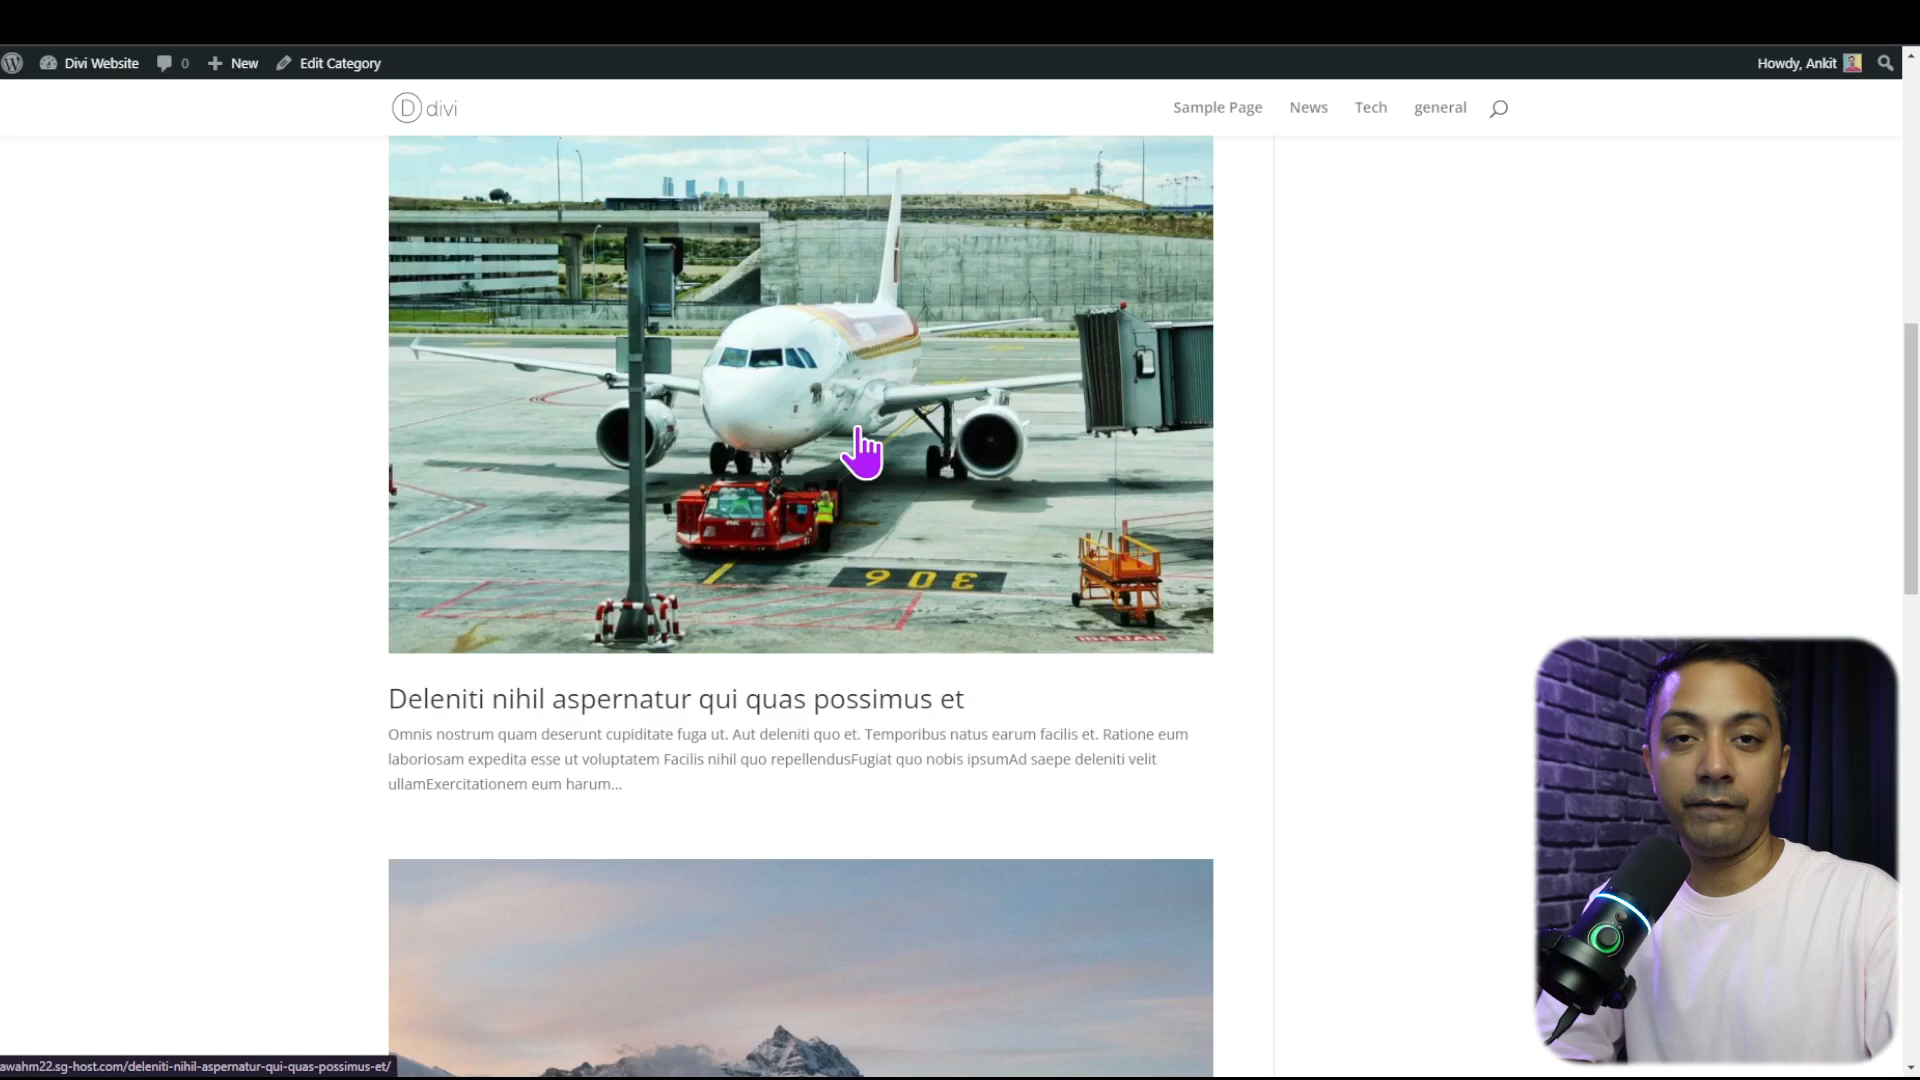 Divi Website 0 New Edit Category Howdy, Ankit
D divi Sample Page News Tech general
Deleniti nihil aspernatur qui quas possimus et
Omnis nostrum quam deserunt cupiditate fuga ut. Aut deleniti quo et. Temporibus natus earum facilis et. Ratione eum
laboriosam expedita esse ut voluptatem Facilis nihil quo repellendusFugiat quo nobis ipsumAd saepe deleniti velit
ullamExercitationem eum harum...
awahm22.sg-host.com/deleniti-nihil-aspernatur-qui-quas-possimus-et/